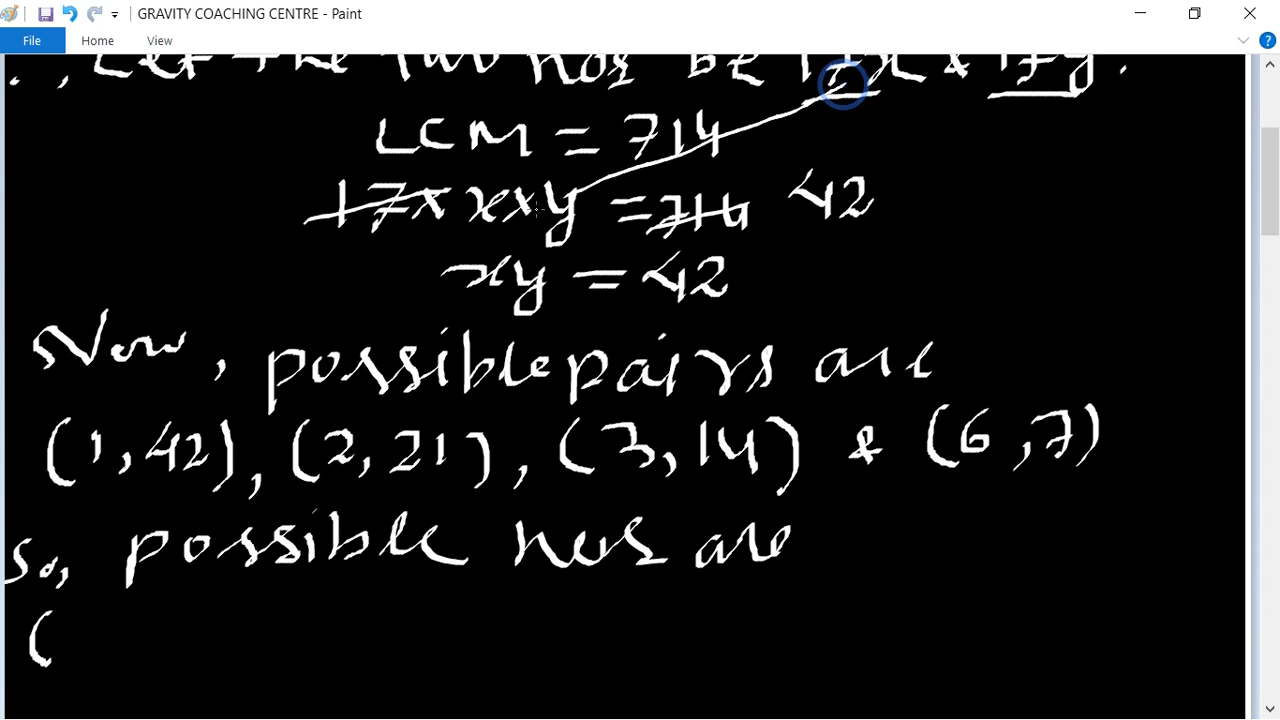 GRAVITY COACHING CENTRE - Paint
File Home View
∴, Let the two nos be 17x & 17y.
LCM = 714
17 × x × y = 714 42
xy = 42
Now, possible pairs are
(1, 42), (2, 21), (3, 14) & (6, 7)
So, possible nos are
(